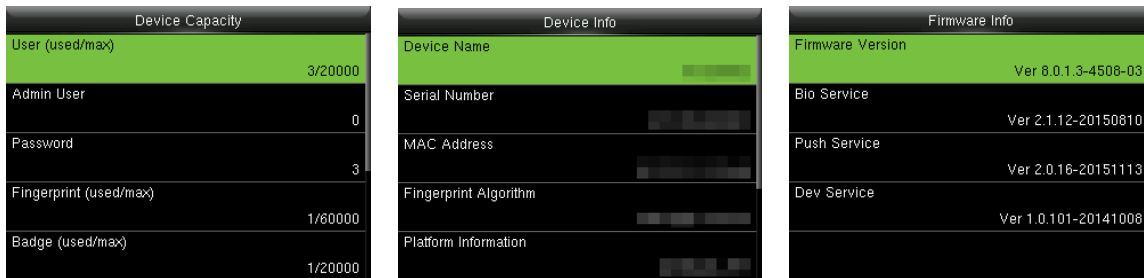 Device Capacity
User (used/max)
3/20000
Admin User
0
Password
3
Fingerprint (used/max)
1/60000
Badge (used/max)
1/20000
Device Info
Device Name
Serial Number
MAC Address
Fingerprint Algorithm
Platform Information
Firmware Info
Firmware Version
Ver 8.0.1.3-4508-03
Bio Service
Ver 2.1.12-20150810
Push Service
Ver 2.0.16-20151113
Dev Service
Ver 1.0.101-20141008